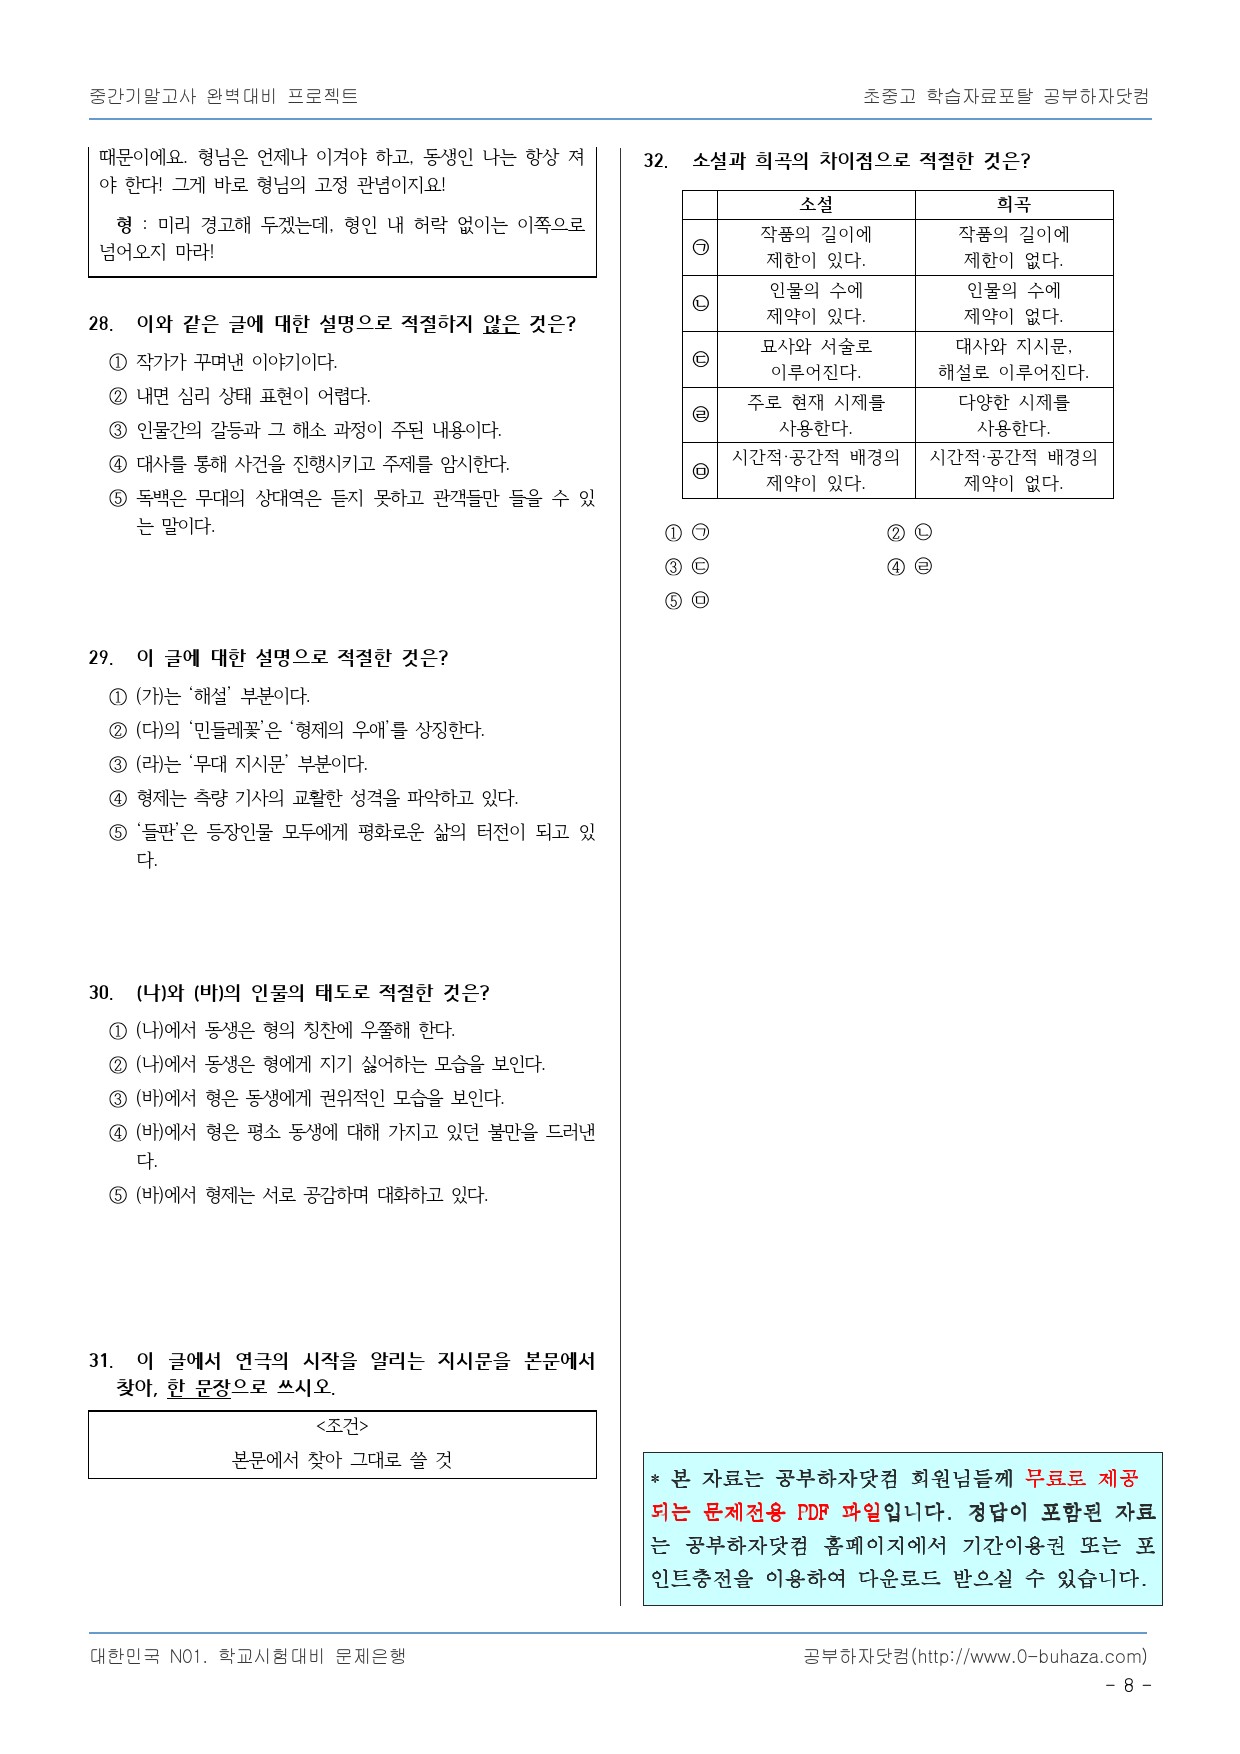 중간기말고사 완벽대비 프로젝트
초중고 학습자료포탈 공부하자닷컴
때문이에요. 형님은 언제나 이겨야 하고, 동생인 나는 항상 져
야 한다! 그게 바로 형님의 고정 관념이지요!
형 : 미리 경고해 두겠는데, 형인 내 허락 없이는 이쪽으로
넘어오지 마라!
28. 이와 같은 글에 대한 설명으로 적절하지 않은 것은?
① 작가가 꾸며낸 이야기이다.
② 내면 심리 상태 표현이 어렵다.
③ 인물간의 갈등과 그 해소 과정이 주된 내용이다.
④ 대사를 통해 사건을 진행시키고 주제를 암시한다.
⑤ 독백은 무대의 상대역은 듣지 못하고 관객들만 들을 수 있
는 말이다.
29. 이 글에 대한 설명으로 적절한 것은?
① (가)는 ‘해설’ 부분이다.
② (다)의 ‘민들레꽃’은 ‘형제의 우애’를 상징한다.
③ (라)는 ‘무대 지시문’ 부분이다.
④ 형제는 측량 기사의 교활한 성격을 파악하고 있다.
⑤ ‘들판’은 등장인물 모두에게 평화로운 삶의 터전이 되고 있
다.
30. (나)와 (바)의 인물의 태도로 적절한 것은?
① (나)에서 동생은 형의 칭찬에 우쭐해 한다.
② (나)에서 동생은 형에게 지기 싫어하는 모습을 보인다.
③ (바)에서 형은 동생에게 권위적인 모습을 보인다.
④ (바)에서 형은 평소 동생에 대해 가지고 있던 불만을 드러낸
다.
⑤ (바)에서 형제는 서로 공감하며 대화하고 있다.
31. 이 글에서 연극의 시작을 알리는 지시문을 본문에서
찾아, 한 문장으로 쓰시오.
<조건>
본문에서 찾아 그대로 쓸 것
32. 소설과 희곡의 차이점으로 적절한 것은?
소설 희곡
㉠ 작품의 길이에 제한이 있다. 작품의 길이에 제한이 없다.
㉡ 인물의 수에 제약이 있다. 인물의 수에 제약이 없다.
㉢ 묘사와 서술로 이루어진다. 대사와 지시문, 해설로 이루어진다.
㉣ 주로 현재 시제를 사용한다. 다양한 시제를 사용한다.
㉤ 시간적·공간적 배경의 제약이 있다. 시간적·공간적 배경의 제약이 없다.
① ㉠ ② ㉡
③ ㉢ ④ ㉣
⑤ ㉤
* 본 자료는 공부하자닷컴 회원님들께 무료로 제공
되는 문제전용 PDF 파일입니다. 정답이 포함된 자료
는 공부하자닷컴 홈페이지에서 기간이용권 또는 포
인트충전을 이용하여 다운로드 받으실 수 있습니다.
대한민국 N01. 학교시험대비 문제은행
공부하자닷컴(http://www.0-buhaza.com)
- 8 -